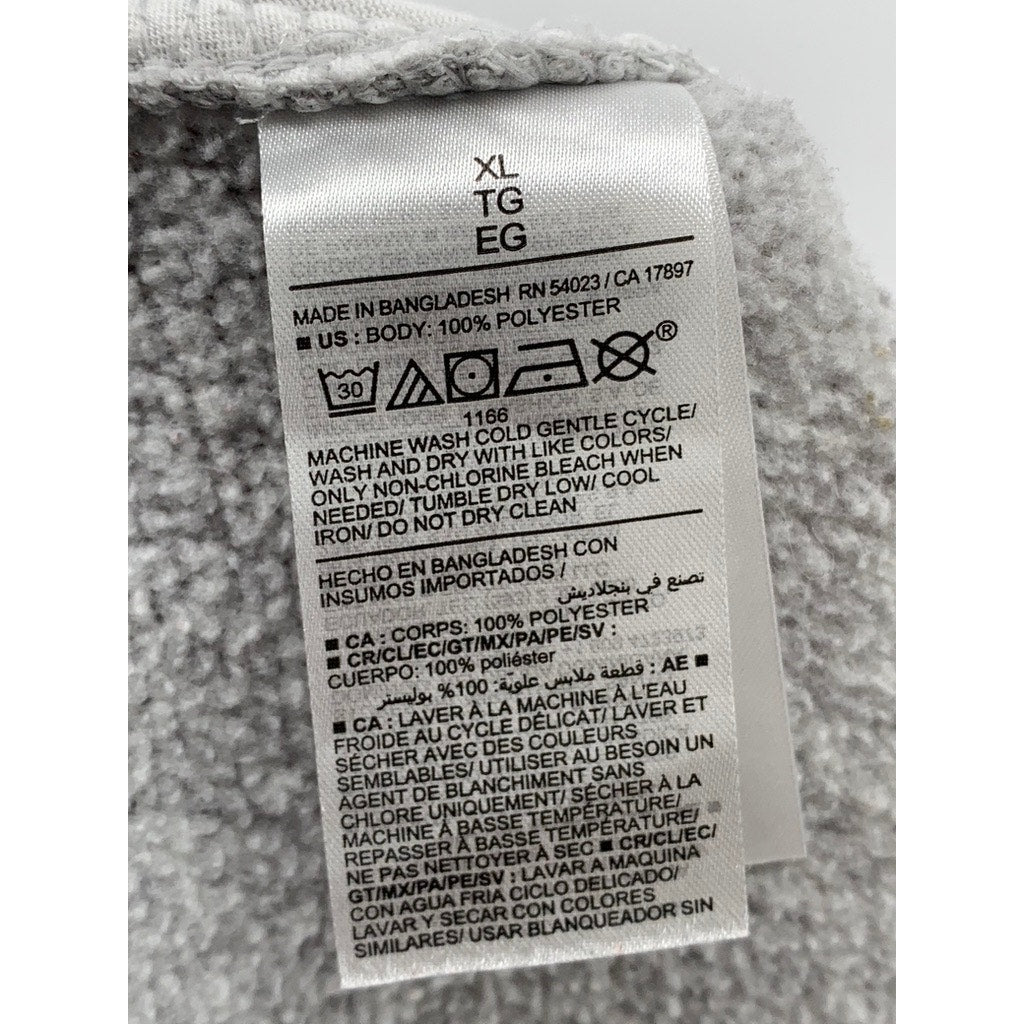 XL
TG
EG
MADE IN BANGLADESH RN 54023 / CA 17897
■ US : BODY: 100% POLYESTER
30 ®
1166
MACHINE WASH COLD GENTLE CYCLE/
WASH AND DRY WITH LIKE COLORS/
ONLY NON-CHLORINE BLEACH WHEN
NEEDED/ TUMBLE DRY LOW/ COOL
IRON/ DO NOT DRY CLEAN
HECHO EN BANGLADESH CON
INSUMOS IMPORTADOS /
تصنع في بنجلاديش
■ CA : CORPS: 100% POLYESTER
■ CR/CL/EC/GT/MX/PA/PE/SV :
CUERPO: 100% poliéster
■ AE : قطعة ملابس علويّة: 100% بوليستر
■ CA : LAVER À LA MACHINE À L'EAU
FROIDE AU CYCLE DÉLICAT/ LAVER ET
SÉCHER AVEC DES COULEURS
SEMBLABLES/ UTILISER AU BESOIN UN
AGENT DE BLANCHIMENT SANS
CHLORE UNIQUEMENT/ SÉCHER À LA
MACHINE À BASSE TEMPÉRATURE/
REPASSER À BASSE TEMPÉRATURE/
NE PAS NETTOYER À SEC ■ CR/CL/EC/
GT/MX/PA/PE/SV : LAVAR A MAQUINA
CON AGUA FRIA CICLO DELICADO/
LAVAR Y SECAR CON COLORES
SIMILARES/ USAR BLANQUEADOR SIN